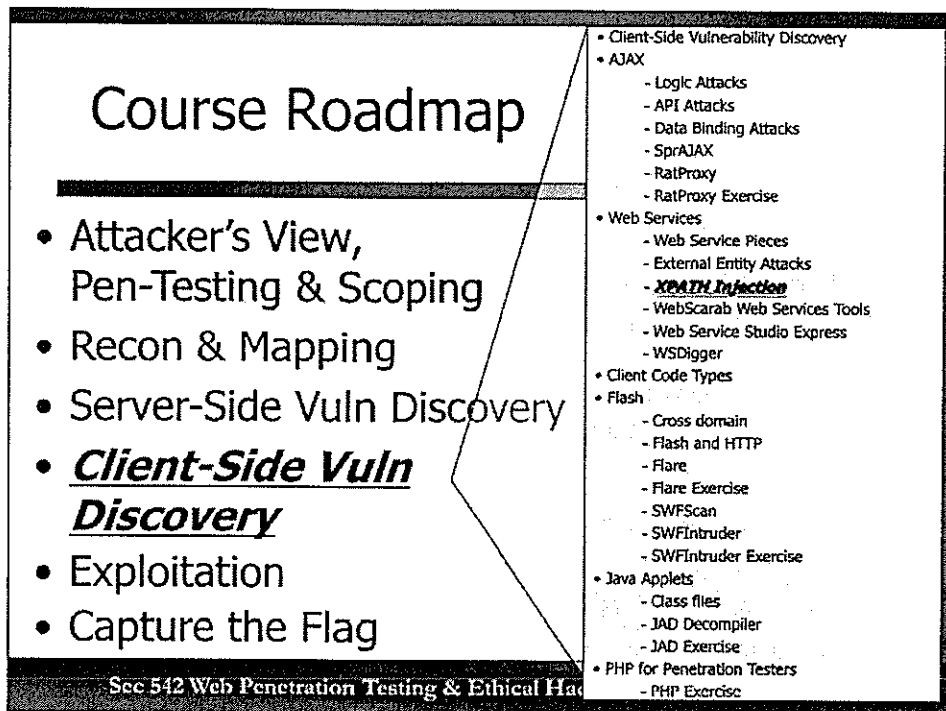 Course Roadmap
• Attacker's View,
Pen-Testing & Scoping
• Recon & Mapping
• Server-Side Vuln Discovery
• Client-Side Vuln
Discovery
• Exploitation
• Capture the Flag
Sec 542 Web Penetration Testing & Ethical Hac
• Client-Side Vulnerability Discovery
• AJAX
- Logic Attacks
- API Attacks
- Data Binding Attacks
- SprAJAX
- RatProxy
- RatProxy Exercise
• Web Services
- Web Service Pieces
- External Entity Attacks
- XPATH Injection
- WebScarab Web Services Tools
- Web Service Studio Express
- WSDigger
• Client Code Types
• Flash
- Cross domain
- Flash and HTTP
- Flare
- Flare Exercise
- SWFScan
- SWFIntruder
- SWFIntruder Exercise
• Java Applets
- Class files
- JAD Decompiler
- JAD Exercise
• PHP for Penetration Testers
- PHP Exercise